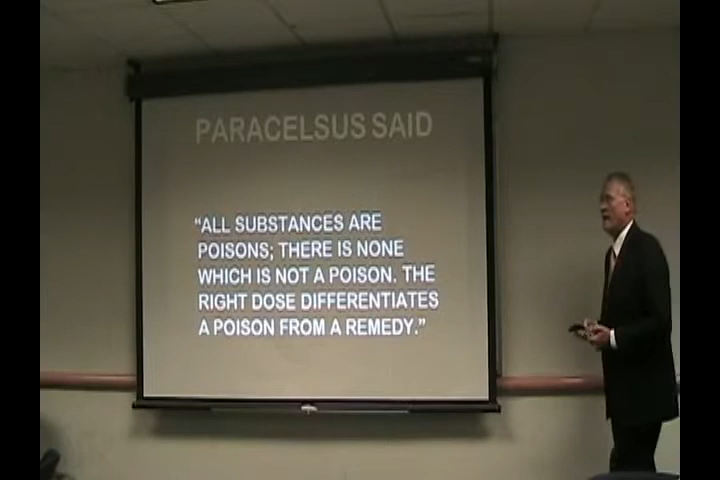 PARACELSUS SAID
“ALL SUBSTANCES ARE
POISONS; THERE IS NONE
WHICH IS NOT A POISON. THE
RIGHT DOSE DIFFERENTIATES
A POISON FROM A REMEDY.”